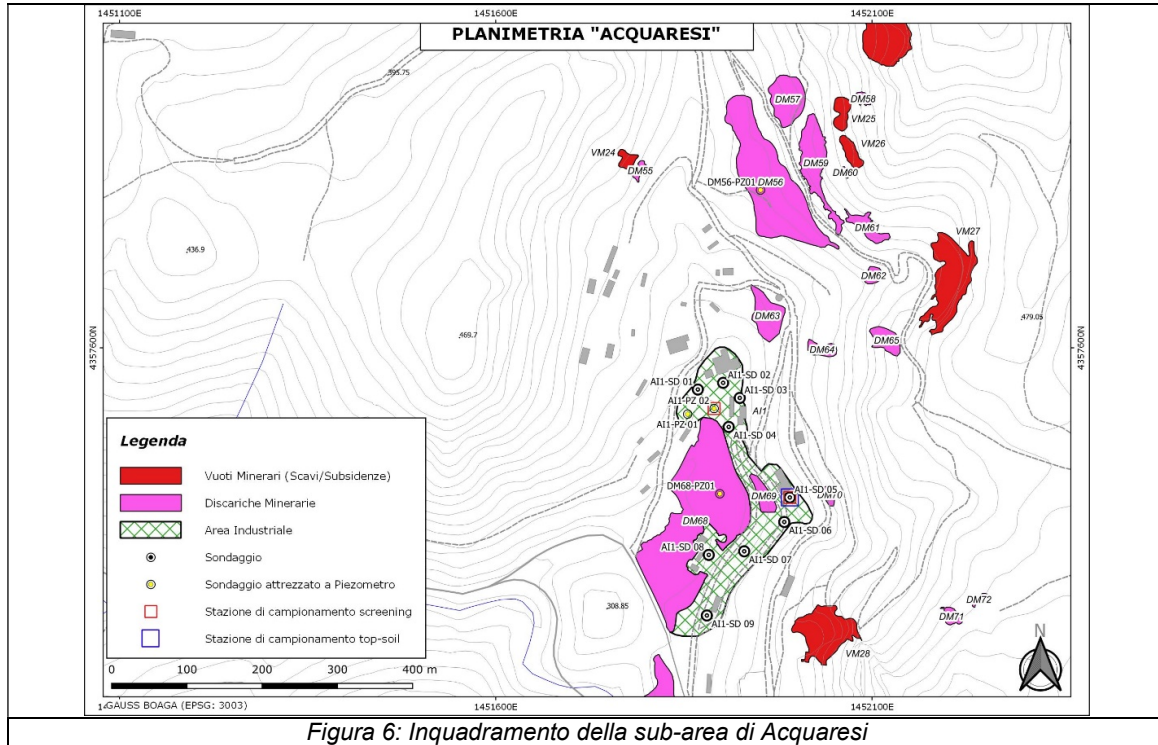 1451100E 1451600E 1452100E
PLANIMETRIA "ACQUARESI"
DM57
DM58
VM25
595.75
VM26
VM24
DM59
DM55
DM60
DM56-PZ01 DM56
DM61
VM27
436.9
DM62
DM63
479.05
469.7
DM64
DM65
4357600N 4357600N
AI1-SD 01
AI1-SD 02
AI1-SD 03
AI1-PZ 02
AI1
AI1-PZ 01
AI1-SD 04
DM68-PZ01
DM69
AI1-SD 05
DM70
DM68
AI1-SD 06
AI1-SD 08
AI1-SD 07
308.85
AI1-SD 09
DM72
DM71
VM28
Legenda
Vuoti Minerari (Scavi/Subsidenze)
Discariche Minerarie
Area Industriale
Sondaggio
Sondaggio attrezzato a Piezometro
Stazione di campionamento screening
Stazione di campionamento top-soil
0 100 200 300 400 m
N
GAUSS BOAGA (EPSG: 3003)
1451600E 1452100E
Figura 6: Inquadramento della sub-area di Acquaresi